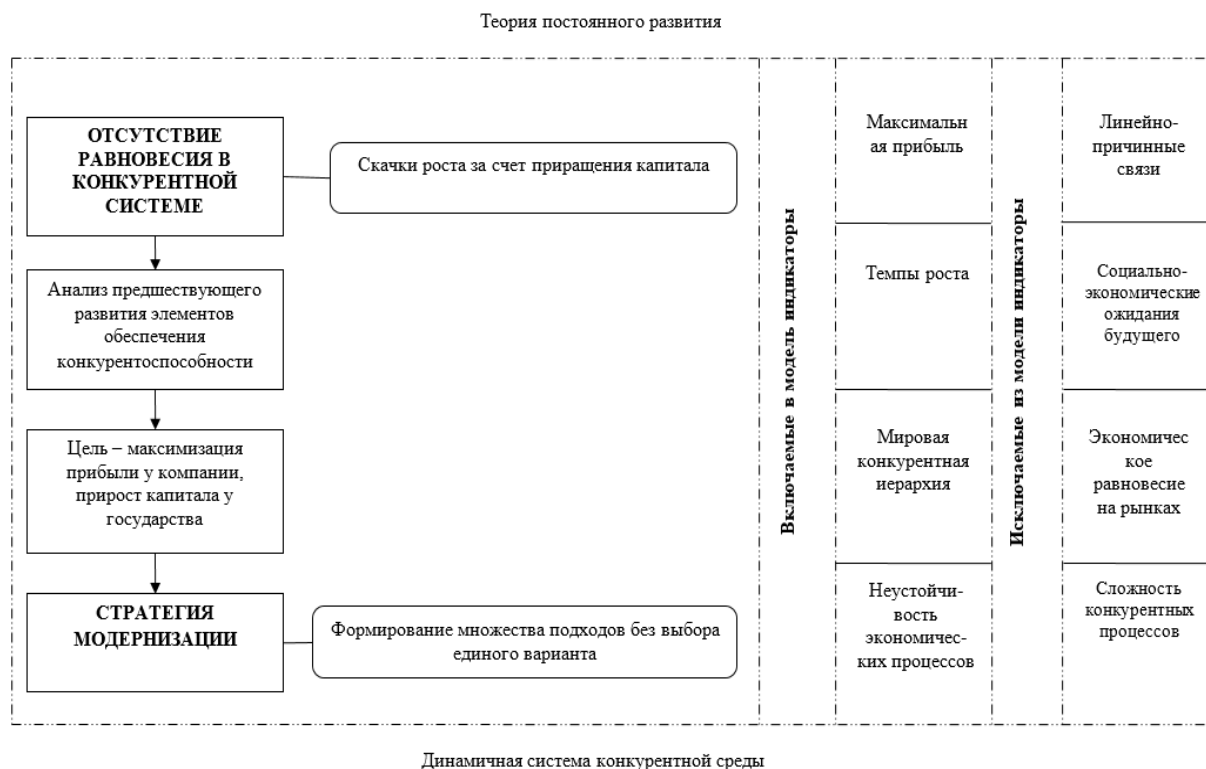 Теория постоянного развития
ОТСУТСТВИЕ
РАВНОВЕСИЯ В
КОНКУРЕНТНОЙ
СИСТЕМЕ
Скачки роста за счет приращения капитала
Анализ предшествующего
развития элементов
обеспечения
конкурентоспособности
Цель – максимизация
прибыли у компании,
прирост капитала у
государства
СТРАТЕГИЯ
МОДЕРНИЗАЦИИ
Формирование множества подходов без выбора
единого варианта
Включаемые в модель индикаторы
Максимальн
ая прибыль
Темпы роста
Мировая
конкурентная
иерархия
Неустойчи-
вость
экономичес-
ких процессов
Исключаемые из модели индикаторы
Линейно-
причинные
связи
Социально-
экономические
ожидания
будущего
Экономичес
кое
равновесие
на рынках
Сложность
конкурентных
процессов
Динамичная система конкурентной среды